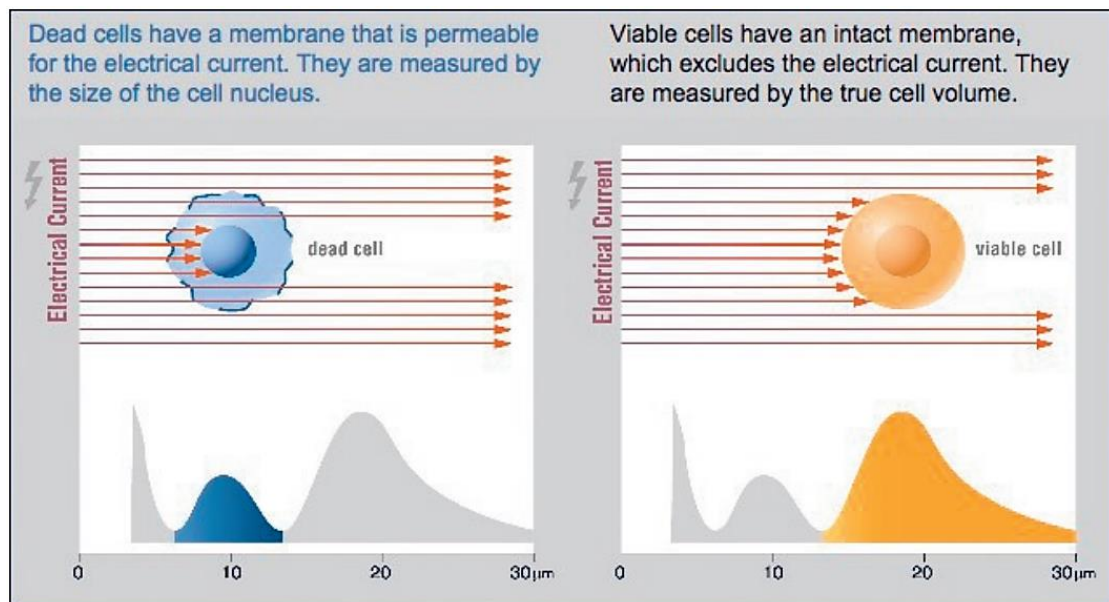 Dead cells have a membrane that is permeable
for the electrical current. They are measured by
the size of the cell nucleus.
Viable cells have an intact membrane,
which excludes the electrical current. They
are measured by the true cell volume.
Electrical Current
dead cell
0 10 20 30µm
Electrical Current
viable cell
0 10 20 30µm